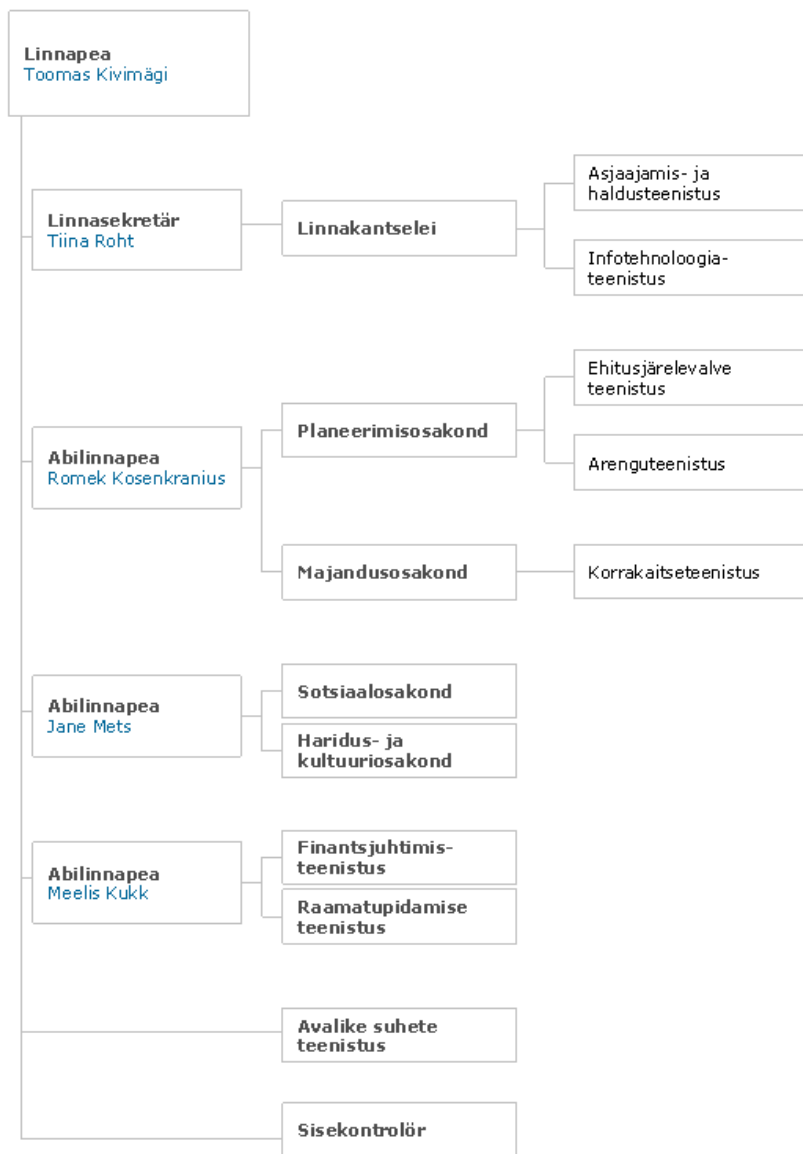 Linnapea
Toomas Kivimägi
Linnasekretär
Tiina Roht
Linnakantselei
Asjaajamis- ja
haldusteenistus
Infotehnoloogia-
teenistus
Abilinnapea
Romek Kosenkranius
Planeerimisosakond
Ehitusjärelevalve
teenistus
Arenguteenistus
Majandusosakond
Korrakaitseteenistus
Abilinnapea
Jane Mets
Sotsiaalosakond
Haridus- ja
kultuuriosakond
Abilinnapea
Meelis Kukk
Finantsjuhtimis-
teenistus
Raamatupidamise
teenistus
Avalike suhete
teenistus
Sisekontrolör